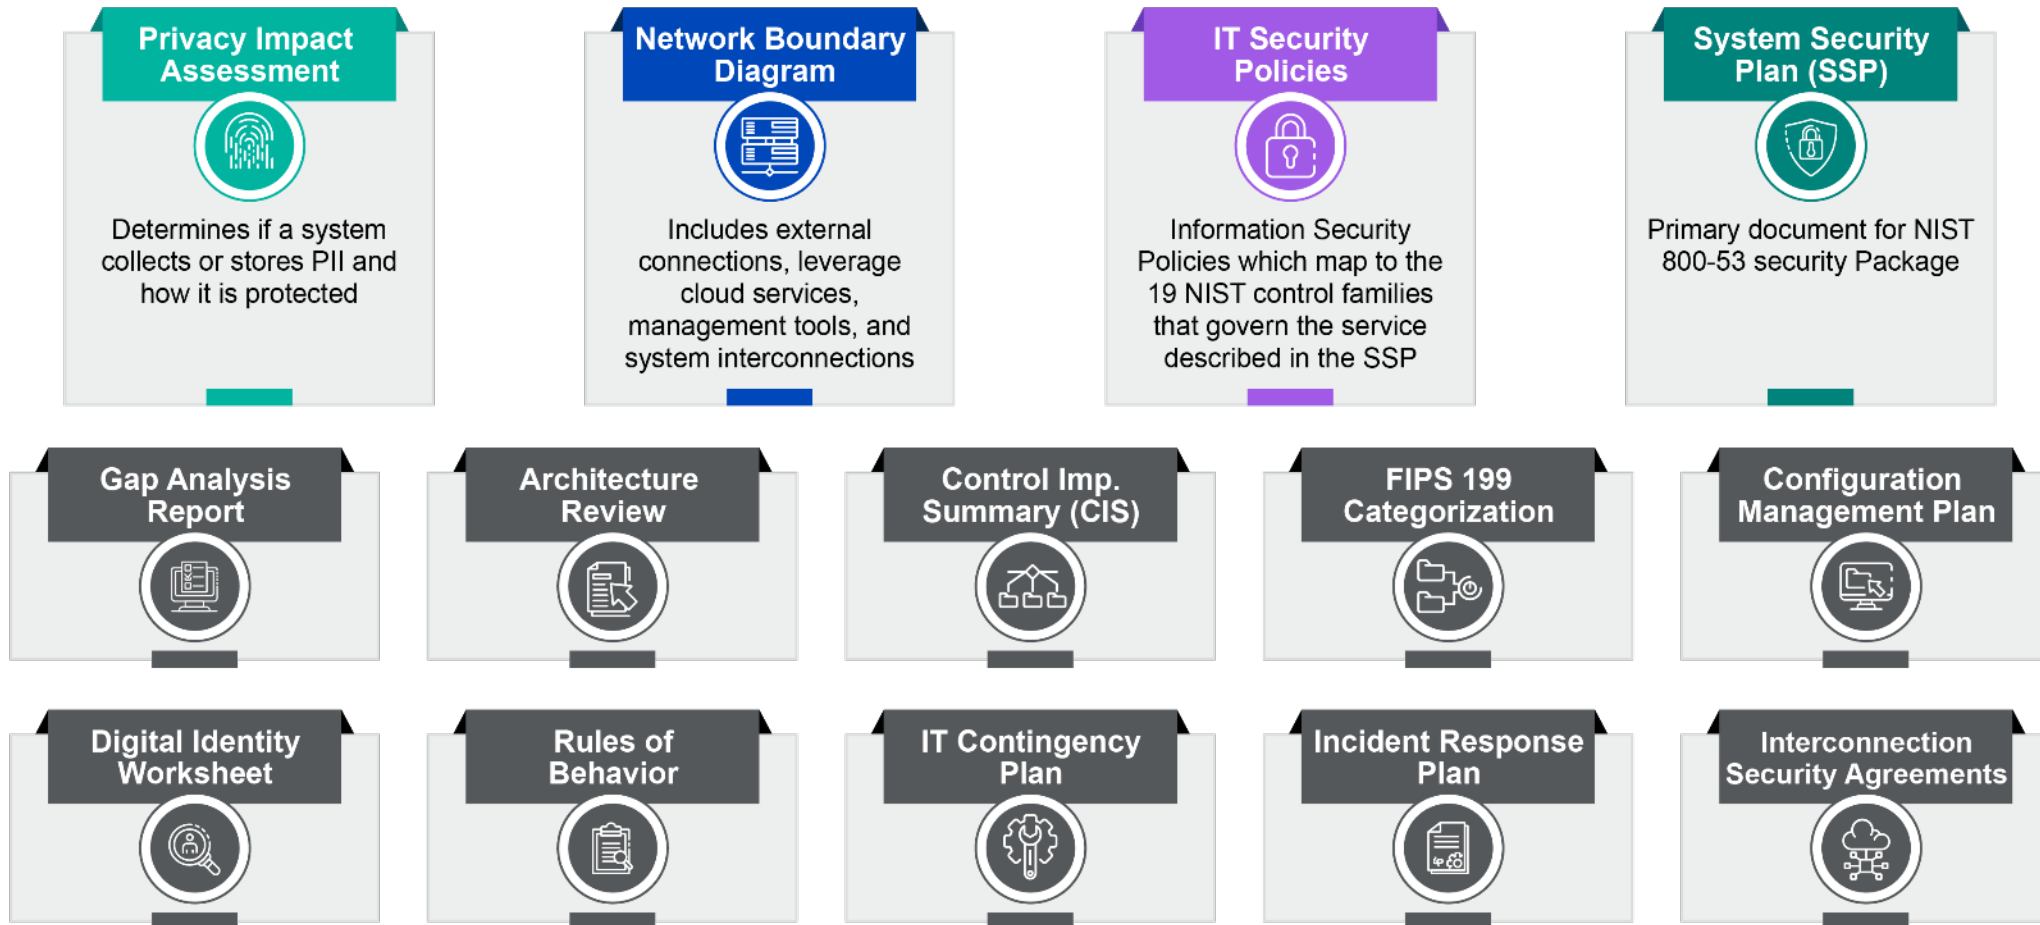 Privacy Impact
Assessment
Determines if a system
collects or stores PII and
how it is protected
Network Boundary
Diagram
Includes external
connections, leverage
cloud services,
management tools, and
system interconnections
IT Security
Policies
Information Security
Policies which map to the
19 NIST control families
that govern the service
described in the SSP
System Security
Plan (SSP)
Primary document for NIST
800-53 security Package
Gap Analysis
Report
Architecture
Review
Control Imp.
Summary (CIS)
FIPS 199
Categorization
Configuration
Management Plan
Digital Identity
Worksheet
Rules of
Behavior
IT Contingency
Plan
Incident Response
Plan
Interconnection
Security Agreements